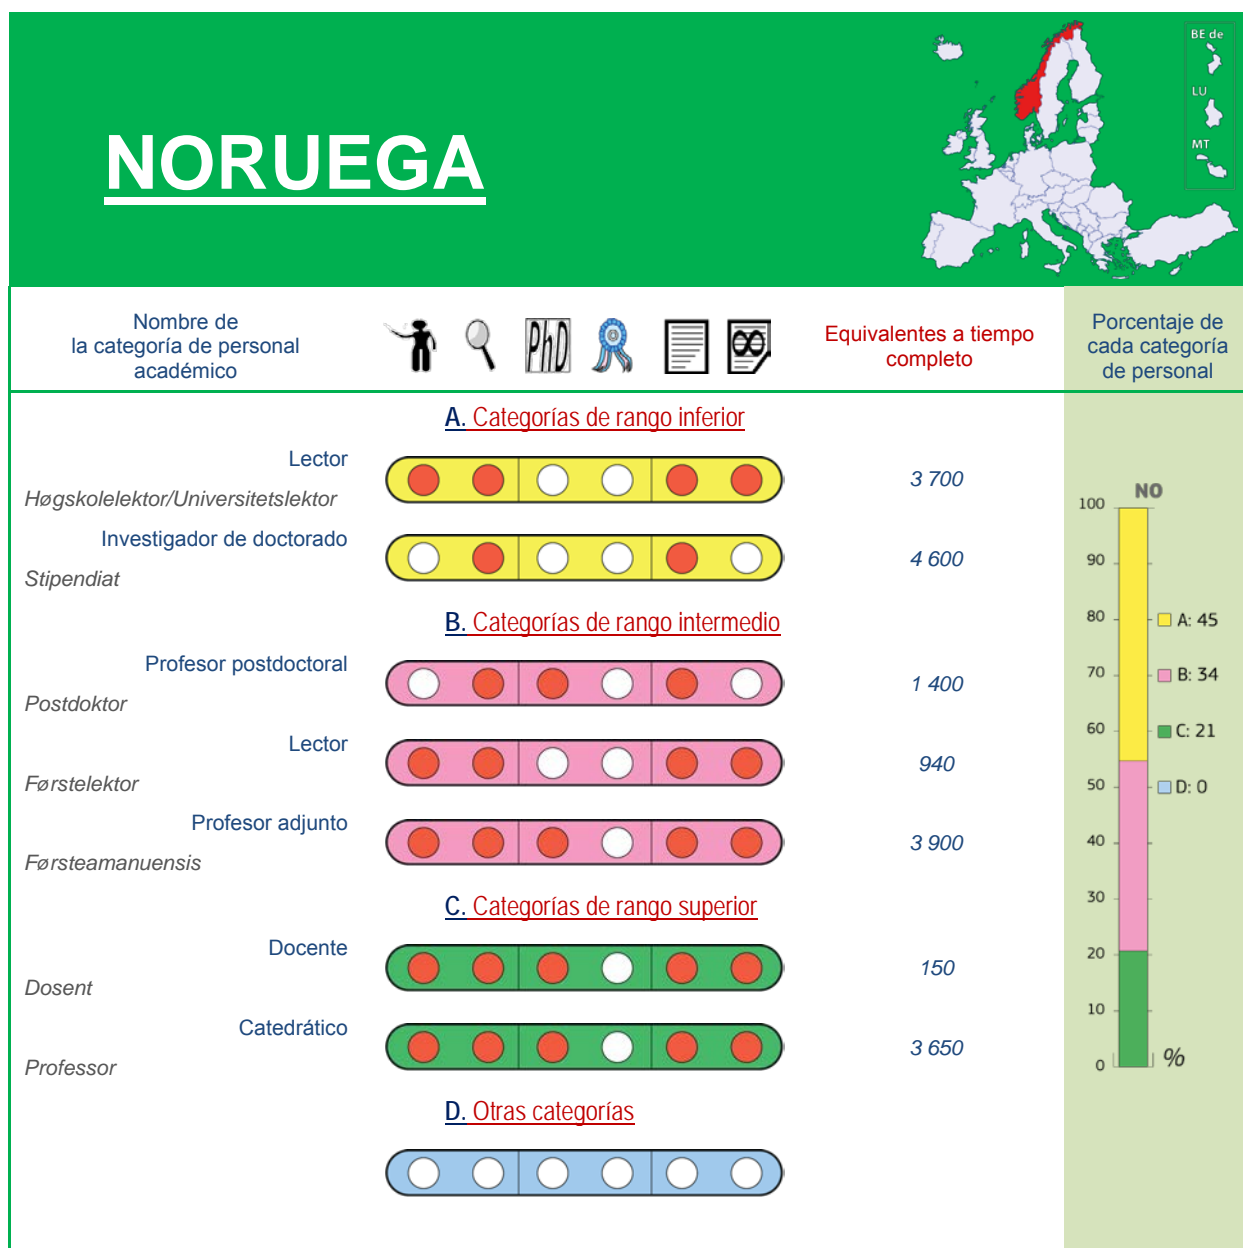 NORUEGA
BE de
LU
MT
Nombre de
la categoría de personal
académico
PhD
Equivalentes a tiempo
completo
Porcentaje de
cada categoría
de personal
A. Categorías de rango inferior
Lector
Høgskolelektor/Universitetslektor
3 700
Investigador de doctorado
Stipendiat
4 600
B. Categorías de rango intermedio
Profesor postdoctoral
Postdoktor
1 400
Lector
Førstelektor
940
Profesor adjunto
Førsteamanuensis
3 900
C. Categorías de rango superior
Docente
Dosent
150
Catedrático
Professor
3 650
D. Otras categorías
NO
100
90
80
70
60
50
40
30
20
10
0
%
A: 45
B: 34
C: 21
D: 0